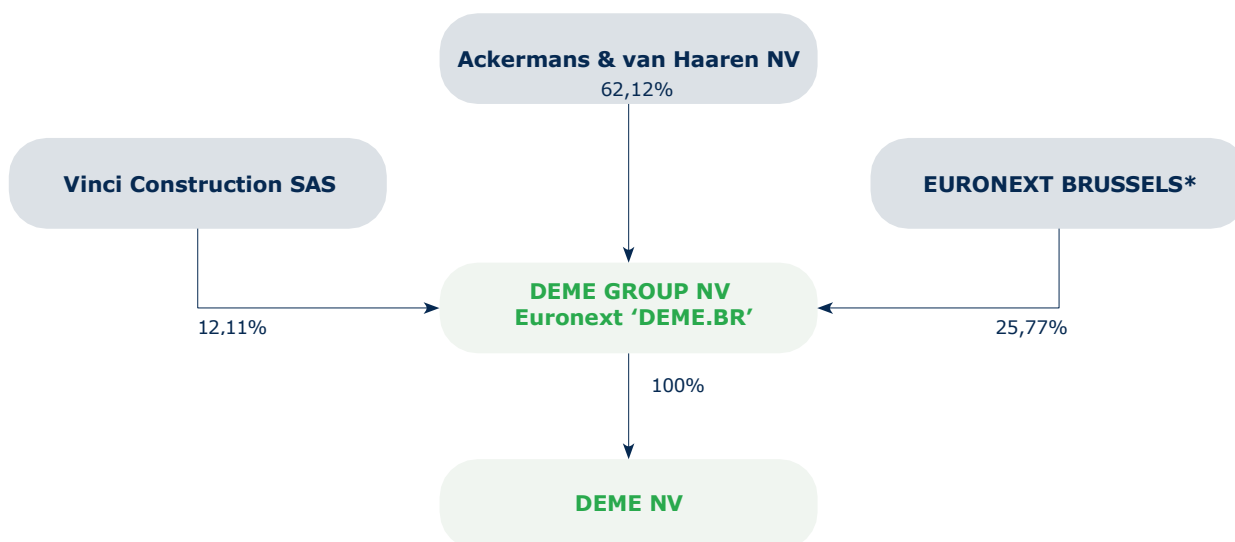 Ackermans & van Haaren NV
62,12%
Vinci Construction SAS
EURONEXT BRUSSELS*
DEME GROUP NV
Euronext ‘DEME.BR’
12,11%
25,77%
100%
DEME NV